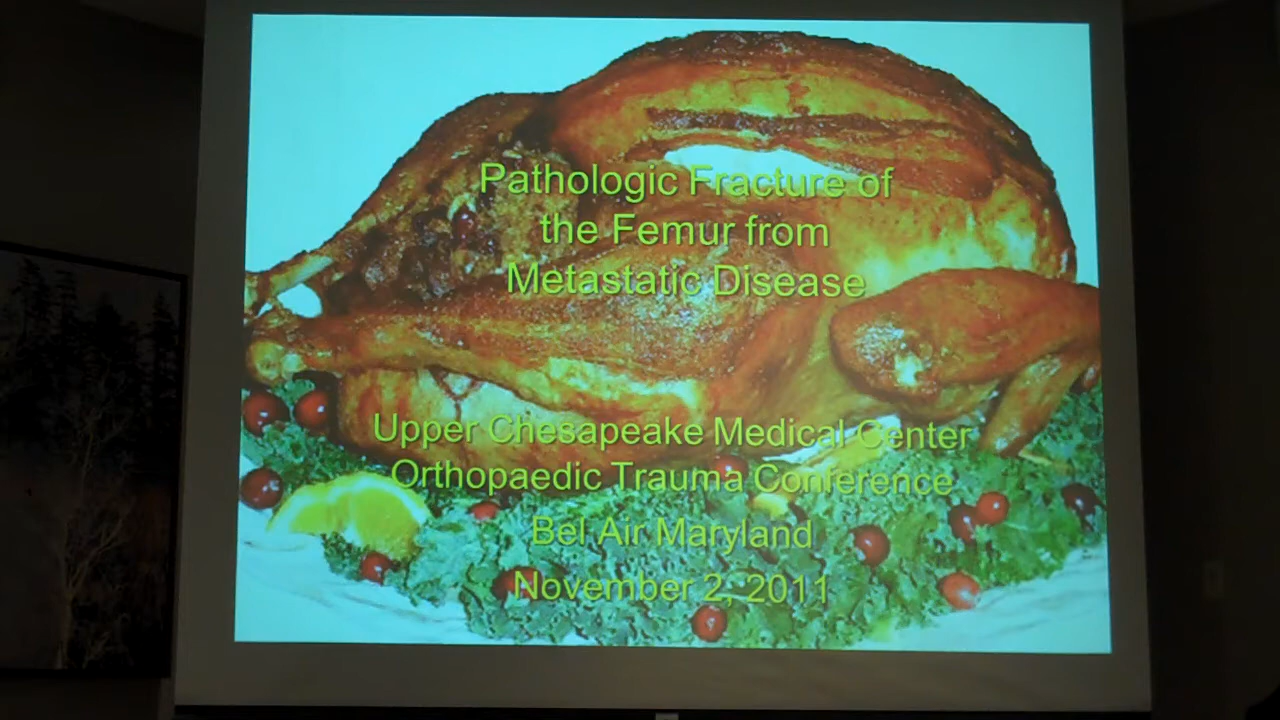 Pathologic Fracture of
the Femur from
Metastatic Disease
Upper Chesapeake Medical Center
Orthopaedic Trauma Conference
Bel Air Maryland
November 2, 2011